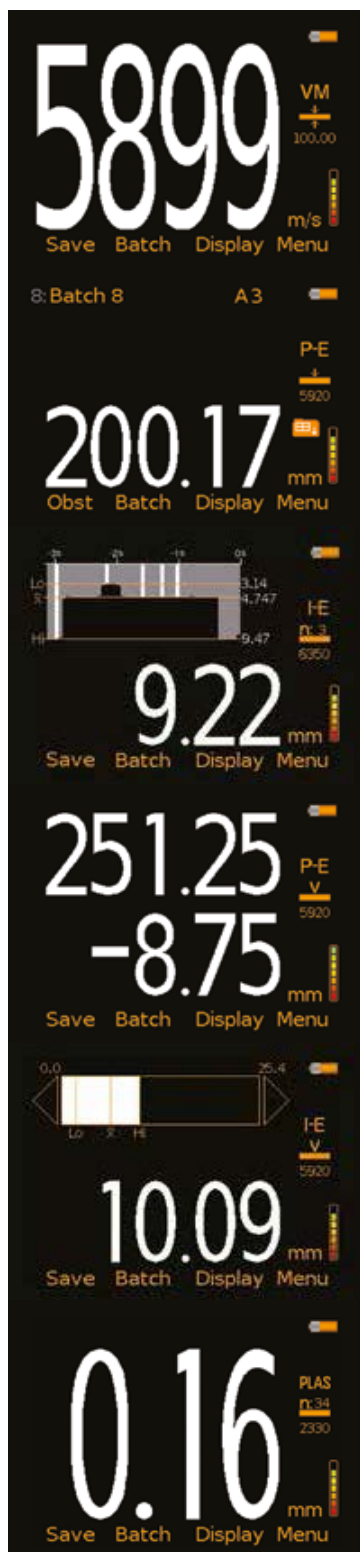 5899
VM
100.00
m/s
Save Batch Display Menu
8: Batch 8 A 3
P-E
5920
200.17
mm
Obst Batch Display Menu
Lo 3.14
x̄ 4.747
Hi 9.47
I-E
n: 3
6350
9.22
mm
Save Batch Display Menu
251.25
P-E
V
5920
-8.75
mm
Save Batch Display Menu
0.0 25.4
Lo x̄ Hi
I-E
V
5920
10.09
mm
Save Batch Display Menu
PLAS
n:34
2330
0.16
mm
Save Batch Display Menu